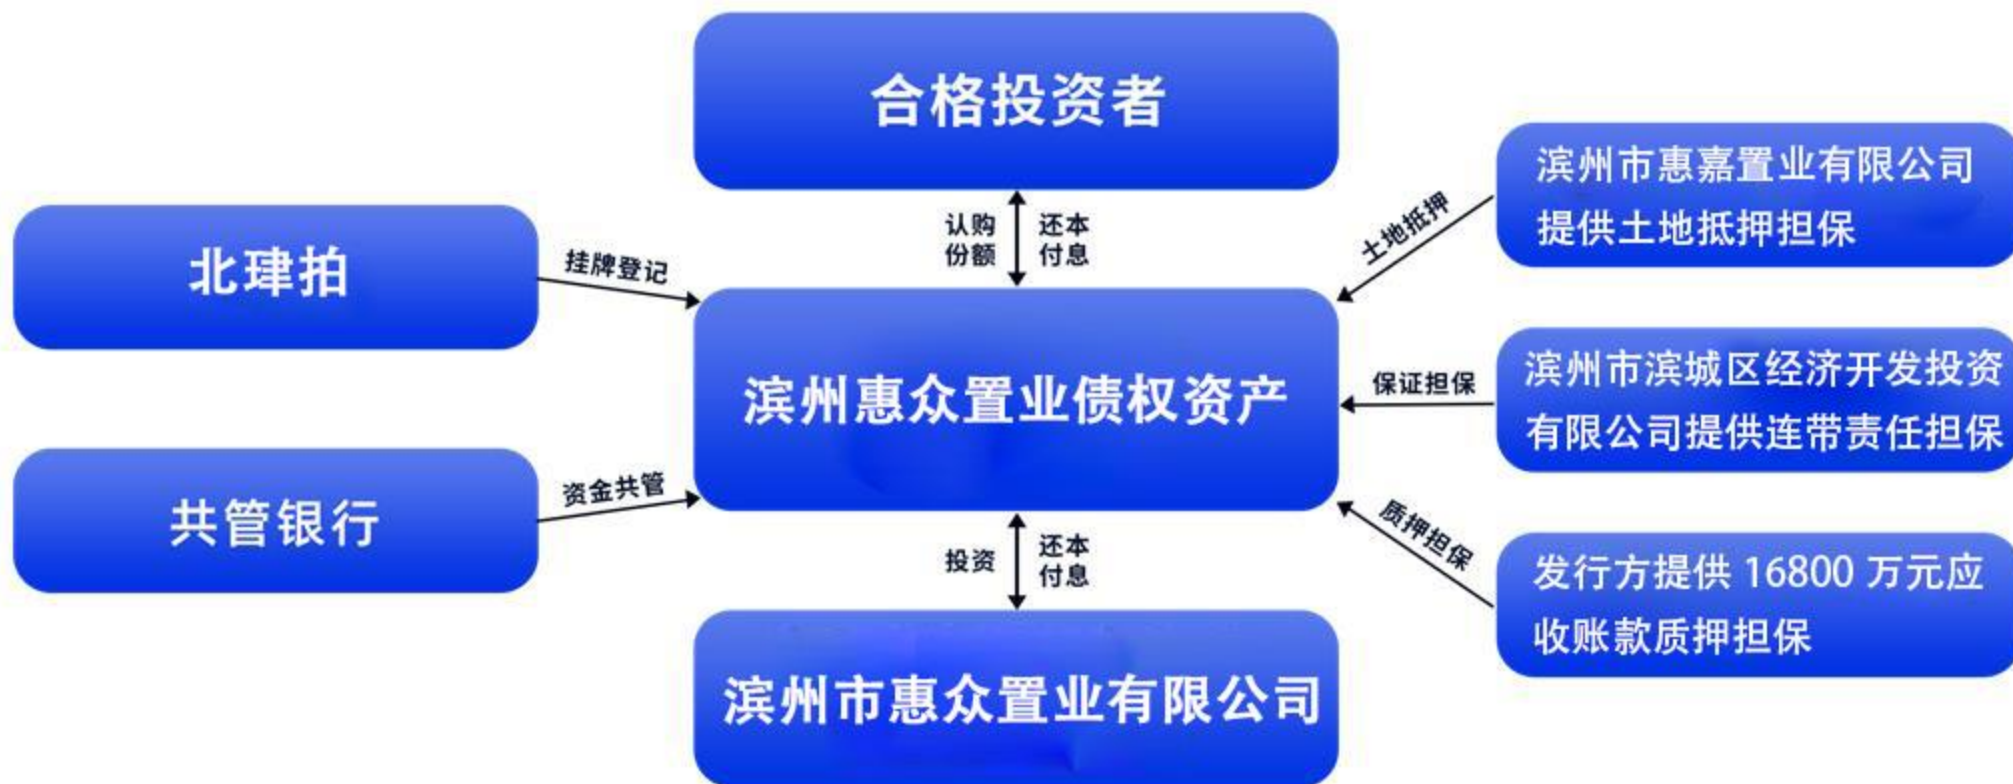 合格投资者
滨州市惠嘉置业有限公司
提供土地抵押担保
认购
份额
还本
付息
土地抵押
北珒拍
挂牌登记
滨州惠众置业债权资产
保证担保
滨州市滨城区经济开发投资
有限公司提供连带责任担保
共管银行
资金共管
质押担保
投资
还本
付息
发行方提供 16800 万元应
收账款质押担保
滨州市惠众置业有限公司